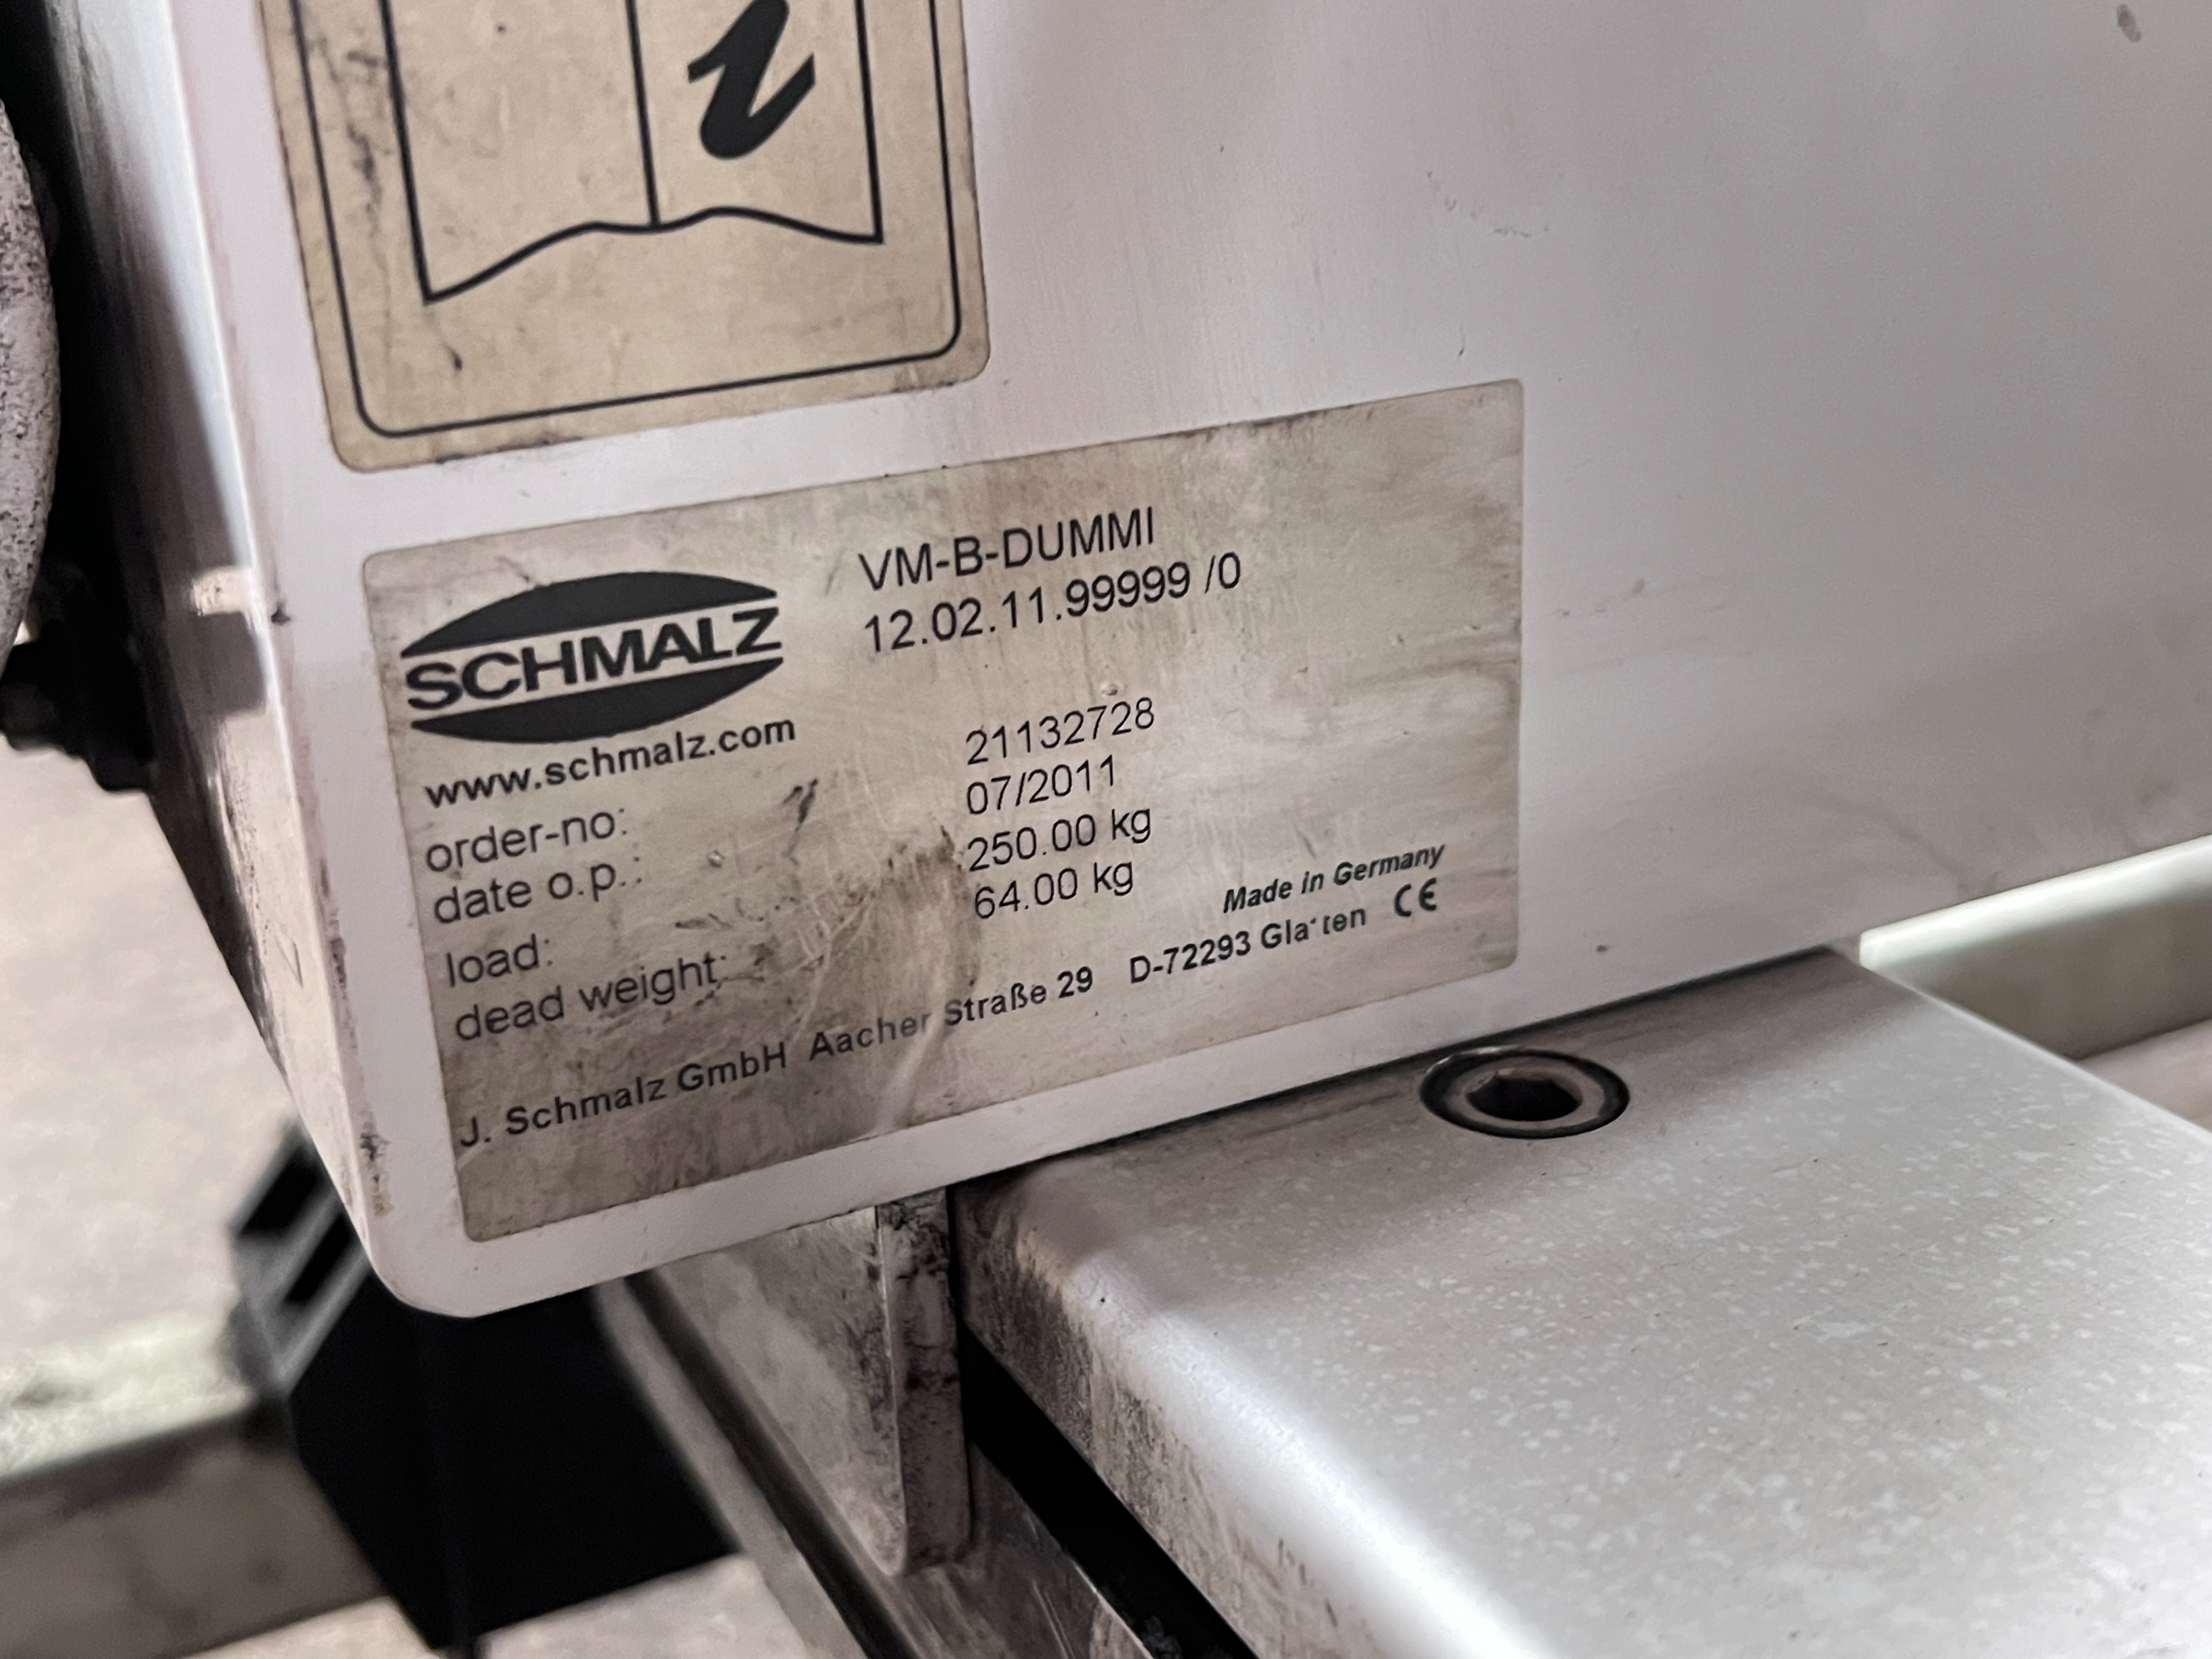 i
SCHMALZ
www.schmalz.com
VM-B-DUMMI
12.02.11.99999 /0
order-no: 21132728
date o.p.: 07/2011
load: 250.00 kg
dead weight: 64.00 kg
Made in Germany
J. Schmalz GmbH Aacher Straße 29 D-72293 Glatten CE